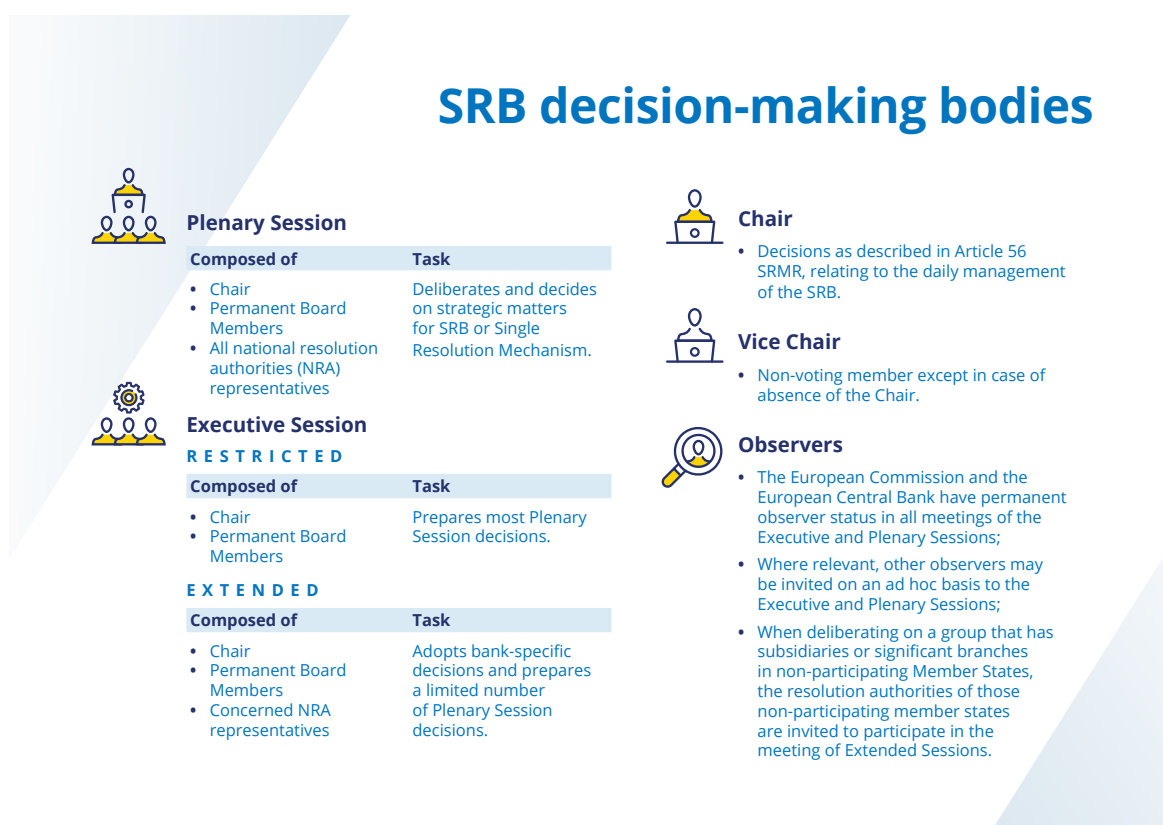 SRB decision-making bodies
Plenary Session
Composed of Task
• Chair
• Permanent Board
Members
• All national resolution
authorities (NRA)
representatives
Deliberates and decides
on strategic matters
for SRB or Single
Resolution Mechanism.
Executive Session
RESTRICTED
Composed of Task
• Chair
• Permanent Board
Members
Prepares most Plenary
Session decisions.
EXTENDED
Composed of Task
• Chair
• Permanent Board
Members
• Concerned NRA
representatives
Adopts bank-specific
decisions and prepares
a limited number
of Plenary Session
decisions.
Chair
• Decisions as described in Article 56
SRMR, relating to the daily management
of the SRB.
Vice Chair
• Non-voting member except in case of
absence of the Chair.
Observers
• The European Commission and the
European Central Bank have permanent
observer status in all meetings of the
Executive and Plenary Sessions;
• Where relevant, other observers may
be invited on an ad hoc basis to the
Executive and Plenary Sessions;
• When deliberating on a group that has
subsidiaries or significant branches
in non-participating Member States,
the resolution authorities of those
non-participating member states
are invited to participate in the
meeting of Extended Sessions.